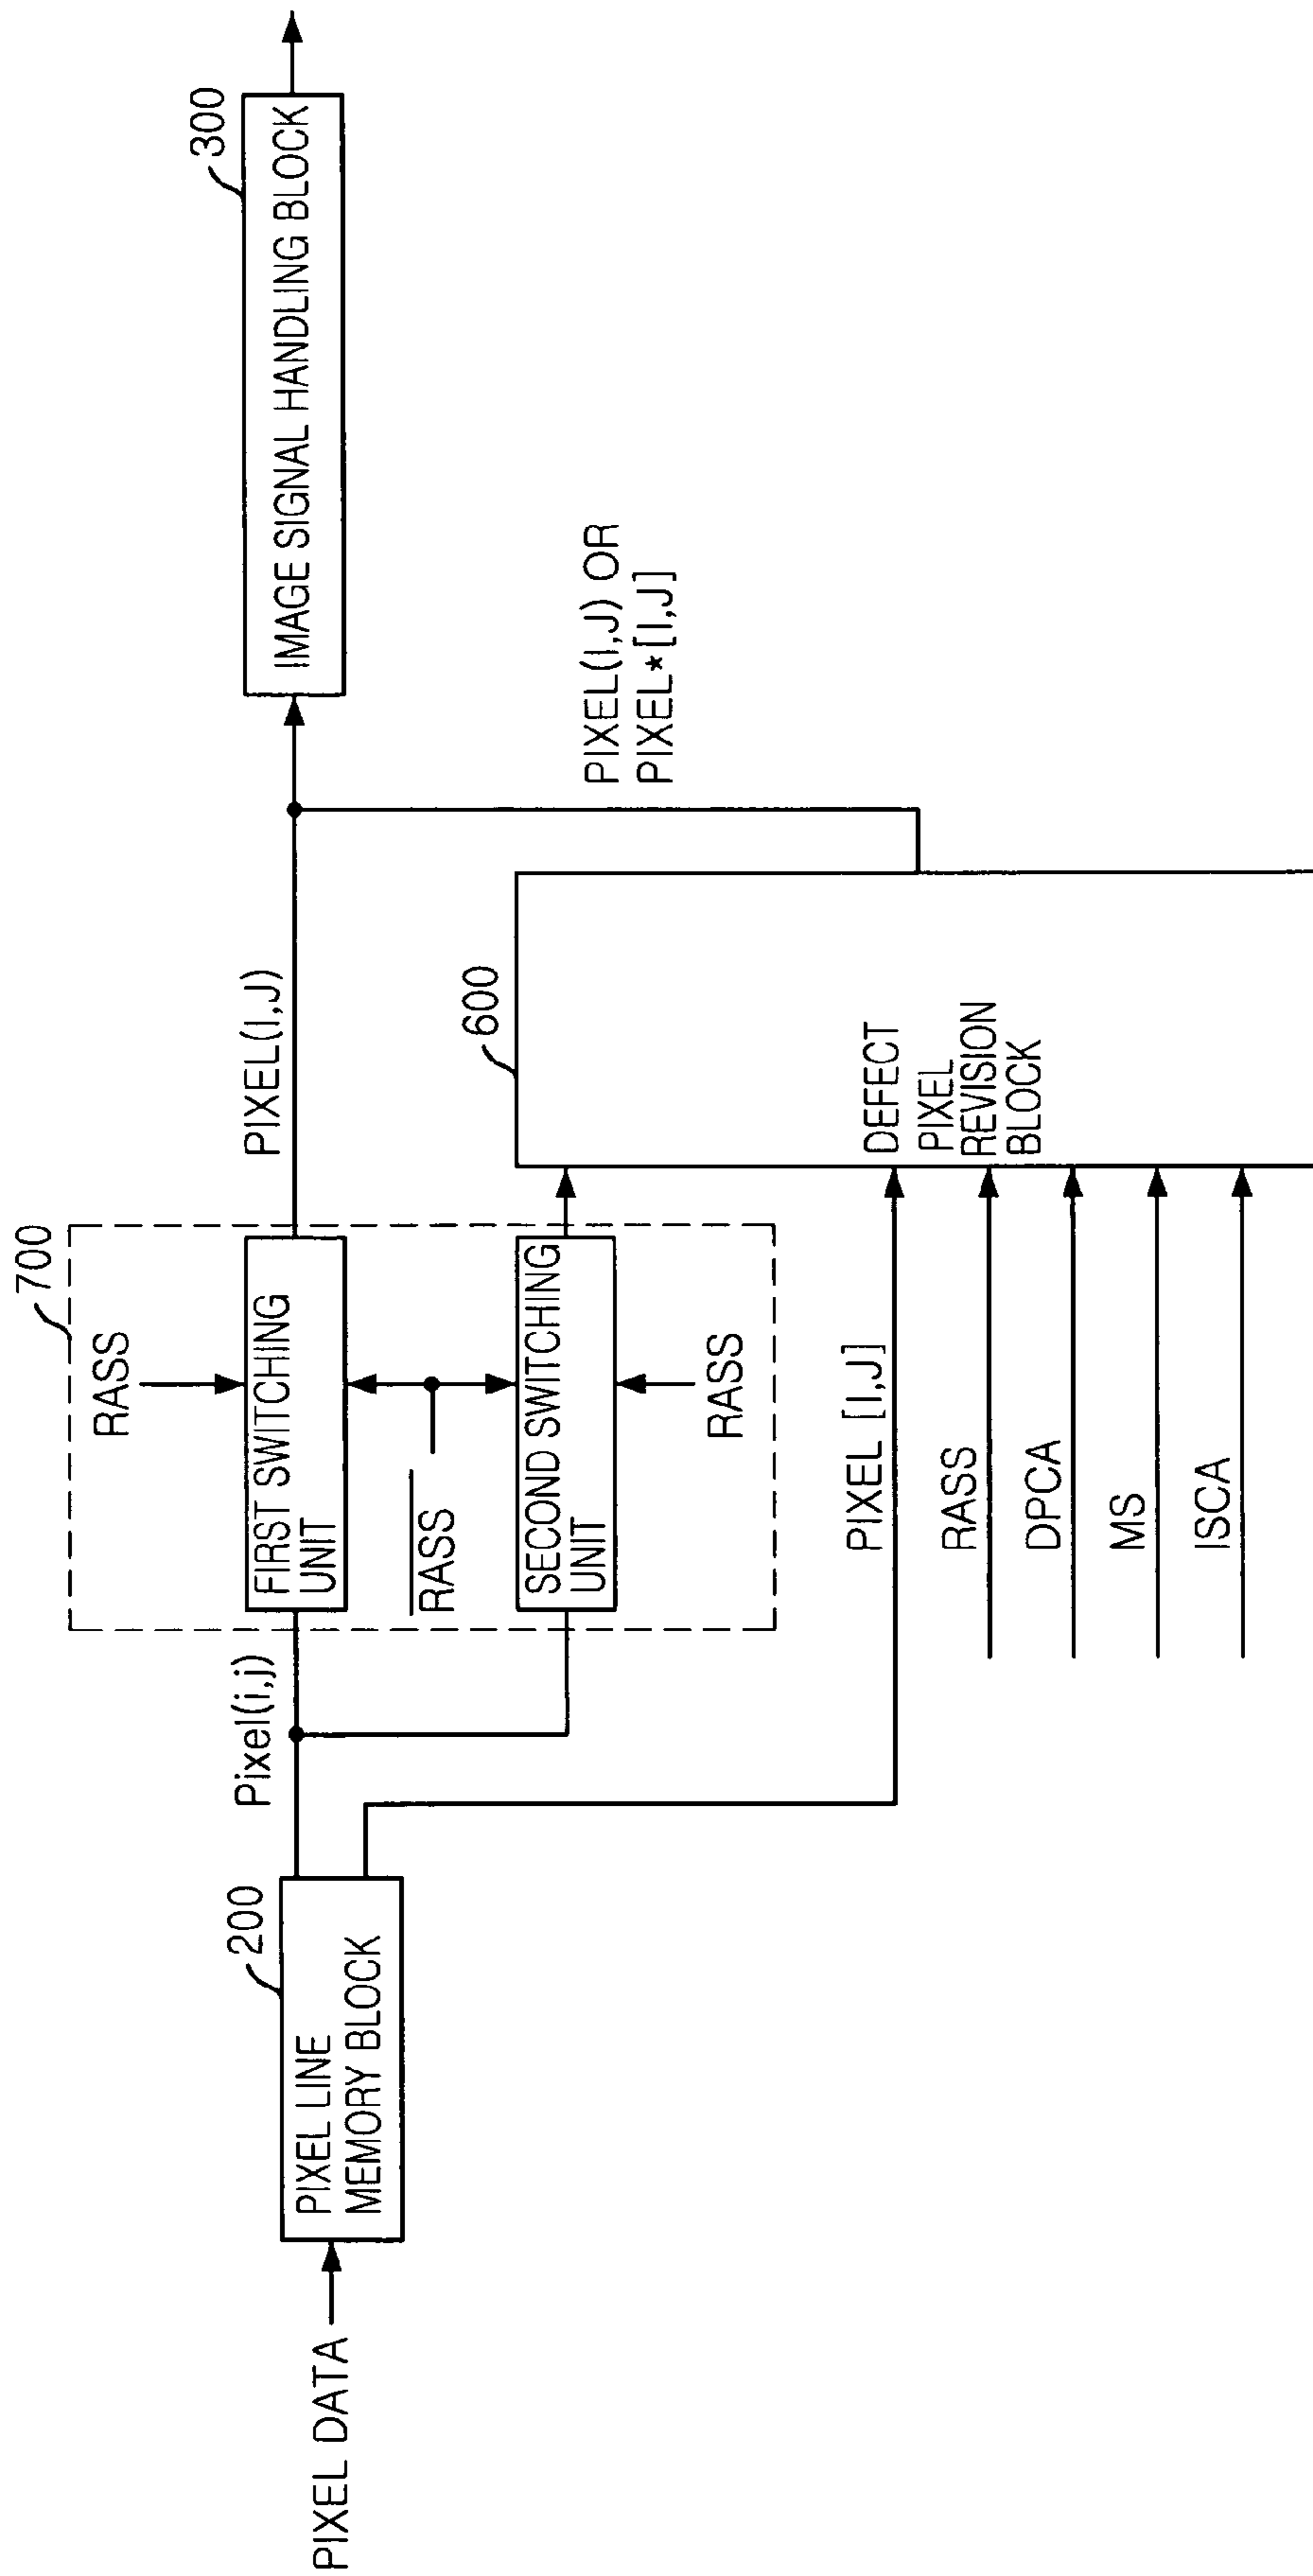 PIXEL DATA
200
PIXEL LINE
MEMORY BLOCK
Pixel(i,j)
700
RASS
FIRST SWITCHING
UNIT
RASS
SECOND SWITCHING
UNIT
RASS
PIXEL(I,J)
PIXEL [I,J]
RASS
DPCA
MS
ISCA
600
DEFECT
PIXEL
REVISION
BLOCK
PIXEL(I,J) OR
PIXEL*[I,J]
300
IMAGE SIGNAL HANDLING BLOCK